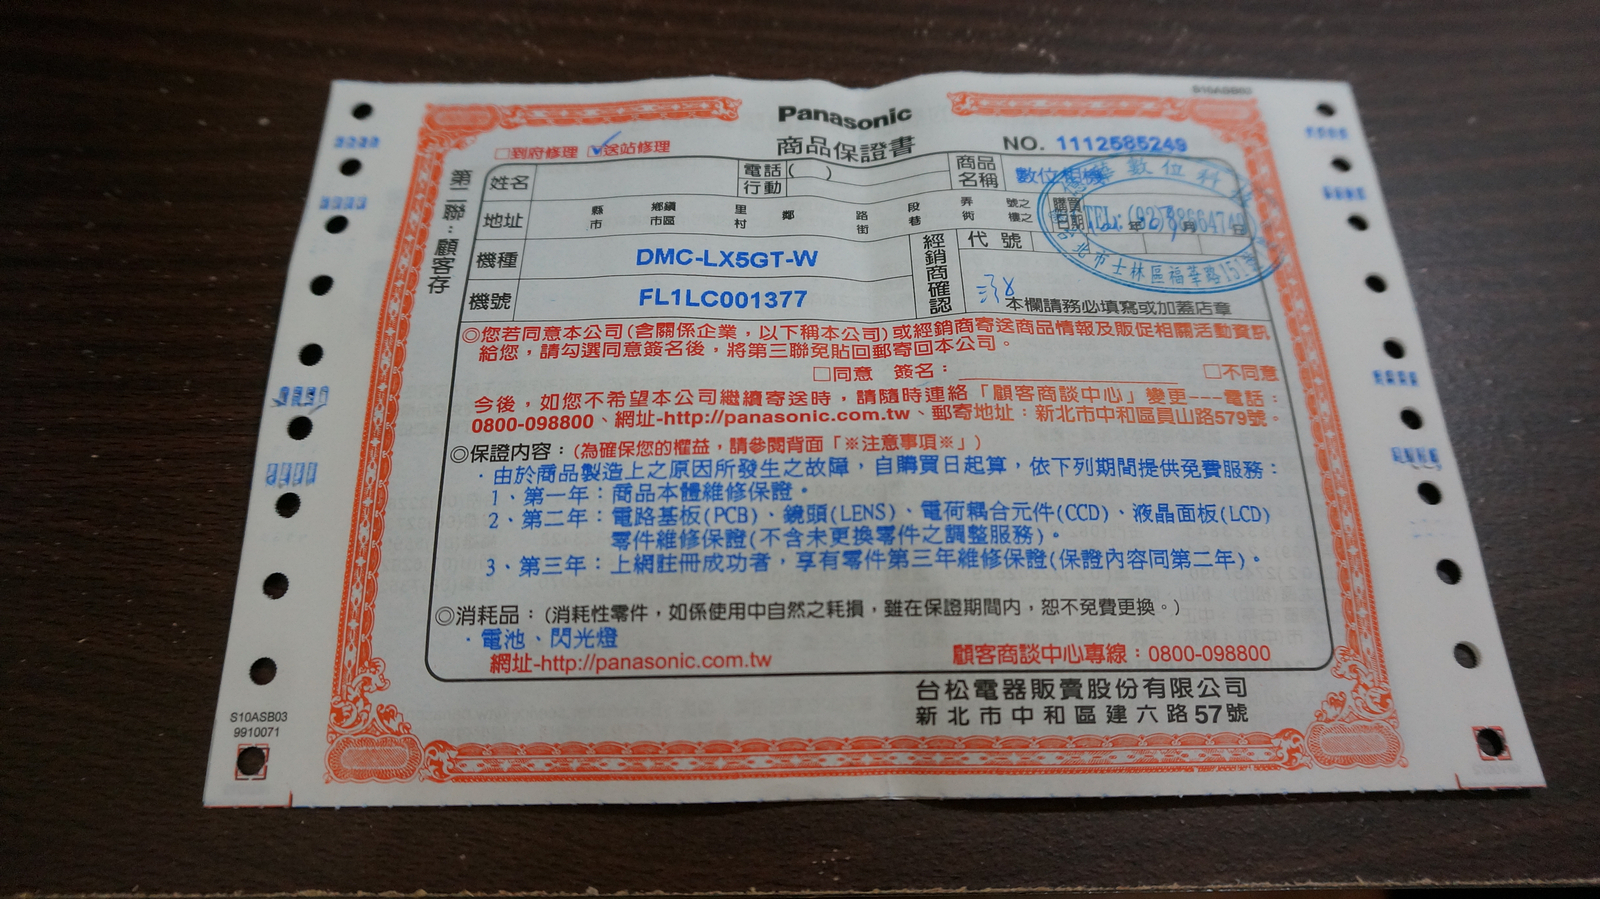 S10ASB03
Panasonic
商品保證書
NO. 1112585249
□到府修理 ☑送站修理
第二聯：顧客存
姓名 電話( ) 行動 商品名稱 數位相機
地址 縣市 鄉鎮市區 里村 鄰 路街 段巷 弄街 號之樓之 購買日期 年 月 日
機種 DMC-LX5GT-W 經銷商確認 代號
機號 FL1LC001377 本欄請務必填寫或加蓋店章
數位科
TEL: (02)
北市士林區福華路
◎您若同意本公司(含關係企業，以下稱本公司)或經銷商寄送商品情報及販促相關活動資訊
給您，請勾選同意簽名後，將第三聯免貼回郵寄回本公司。
□同意 簽名： □不同意
今後，如您不希望本公司繼續寄送時，請隨時連絡「顧客商談中心」變更---電話：
0800-098800、網址-http://panasonic.com.tw、郵寄地址：新北市中和區員山路579號。
◎保證內容：(為確保您的權益，請參閱背面「※注意事項※」)
．由於商品製造上之原因所發生之故障，自購買日起算，依下列期間提供免費服務：
1、第一年：商品本體維修保證。
2、第二年：電路基板(PCB)、鏡頭(LENS)、電荷耦合元件(CCD)、液晶面板(LCD)
零件維修保證(不含未更換零件之調整服務)。
3、第三年：上網註冊成功者，享有零件第三年維修保證(保證內容同第二年)。
◎消耗品：(消耗性零件，如係使用中自然之耗損，雖在保證期間內，恕不免費更換。)
．電池、閃光燈
網址-http://panasonic.com.tw 顧客商談中心專線：0800-098800
台松電器販賣股份有限公司
新北市中和區建六路57號
S10ASB03
9910071